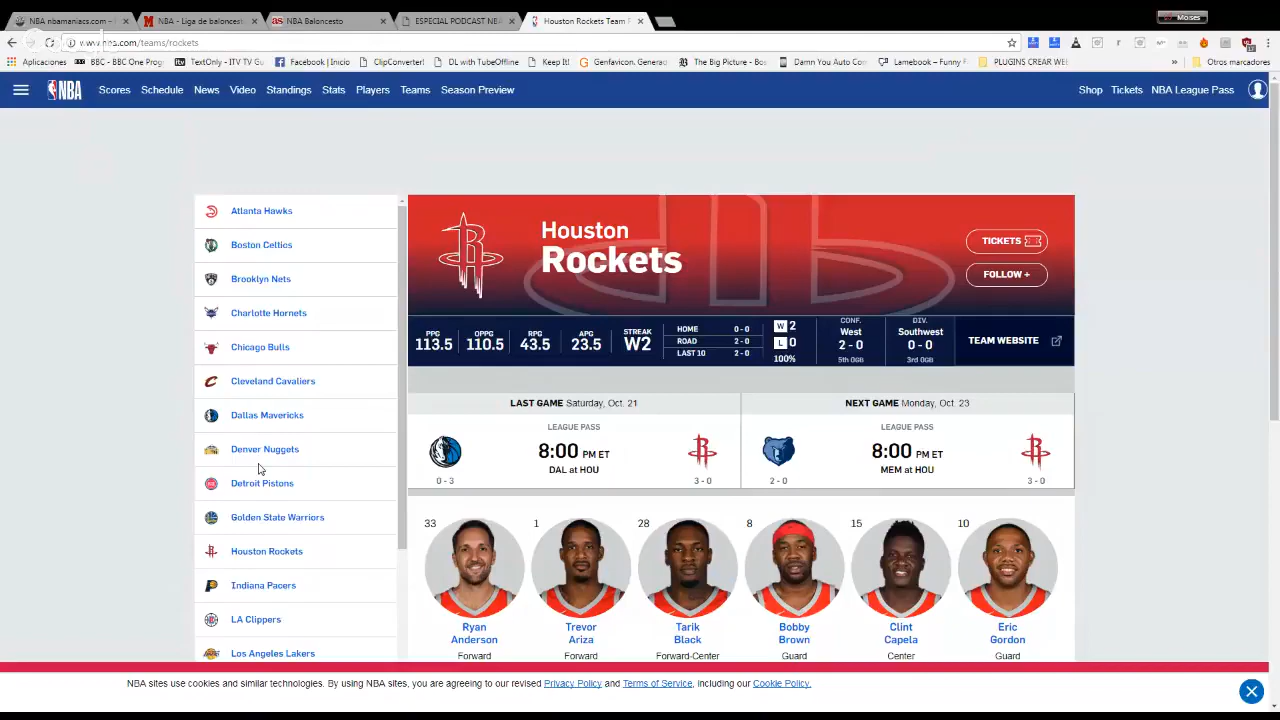 NBA nbamaniacs.com –
NBA - Liga de baloncest
NBA Baloncesto
ESPECIAL PODCAST NBA
Houston Rockets Team
Moises
www.nba.com/teams/rockets
Aplicaciones
BBC - BBC One Prog
TextOnly - ITV TV Gu
Facebook | Inicio
ClipConverter!
DL with TubeOffline
Keep It!
Genfavicon. Generad
The Big Picture - Bos
Damn You Auto Con
Lamebook – Funny F
PLUGINS CREAR WE
»
Otros marcadores
NBA
Scores
Schedule
News
Video
Standings
Stats
Players
Teams
Season Preview
Shop
Tickets
NBA League Pass
Atlanta Hawks
Boston Celtics
Brooklyn Nets
Charlotte Hornets
Chicago Bulls
Cleveland Cavaliers
Dallas Mavericks
Denver Nuggets
Detroit Pistons
Golden State Warriors
Houston Rockets
Indiana Pacers
LA Clippers
Los Angeles Lakers
Houston
Rockets
TICKETS
FOLLOW +
PPG
113.5
OPPG
110.5
RPG
43.5
APG
23.5
STREAK
W2
HOME 0-0
ROAD 2-0
LAST 10 2-0
W 2
L 0
100%
CONF.
West
2 - 0
5th 0GB
DIV.
Southwest
0 - 0
3rd 0GB
TEAM WEBSITE
LAST GAME Saturday, Oct. 21
LEAGUE PASS
8:00 PM ET
DAL at HOU
0 - 3
3 - 0
NEXT GAME Monday, Oct. 23
LEAGUE PASS
8:00 PM ET
MEM at HOU
2 - 0
3 - 0
33
Ryan
Anderson
Forward
1
Trevor
Ariza
Forward
28
Tarik
Black
Forward-Center
8
Bobby
Brown
Guard
15
Clint
Capela
Center
10
Eric
Gordon
Guard
NBA sites use cookies and similar technologies. By using NBA sites, you are agreeing to our revised Privacy Policy and Terms of Service, including our Cookie Policy.